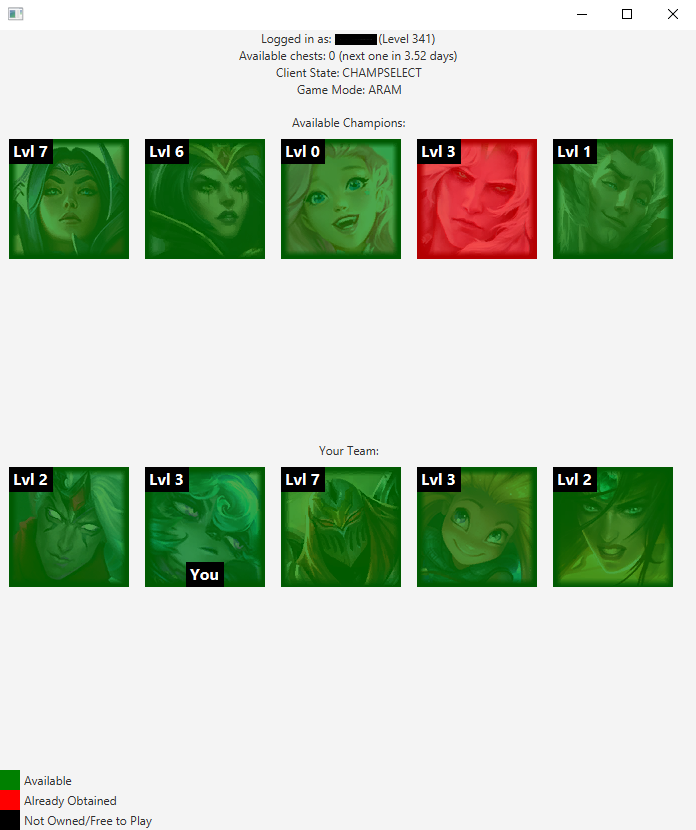 Logged in as: (Level 341)
Available chests: 0 (next one in 3.52 days)
Client State: CHAMPSELECT
Game Mode: ARAM
Available Champions:
Lvl 7 Lvl 6 Lvl 0 Lvl 3 Lvl 1
Your Team:
Lvl 2 Lvl 3 Lvl 7 Lvl 3 Lvl 2
You
Available
Already Obtained
Not Owned/Free to Play